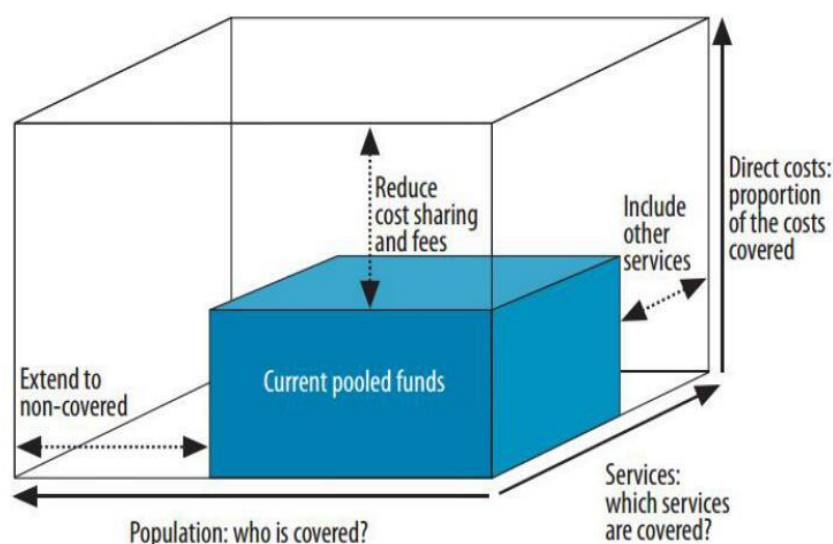 Reduce
cost sharing
and fees
Include
other
services
Direct costs:
proportion
of the costs
covered
Extend to
non-covered
Current pooled funds
Services:
which services
are covered?
Population: who is covered?